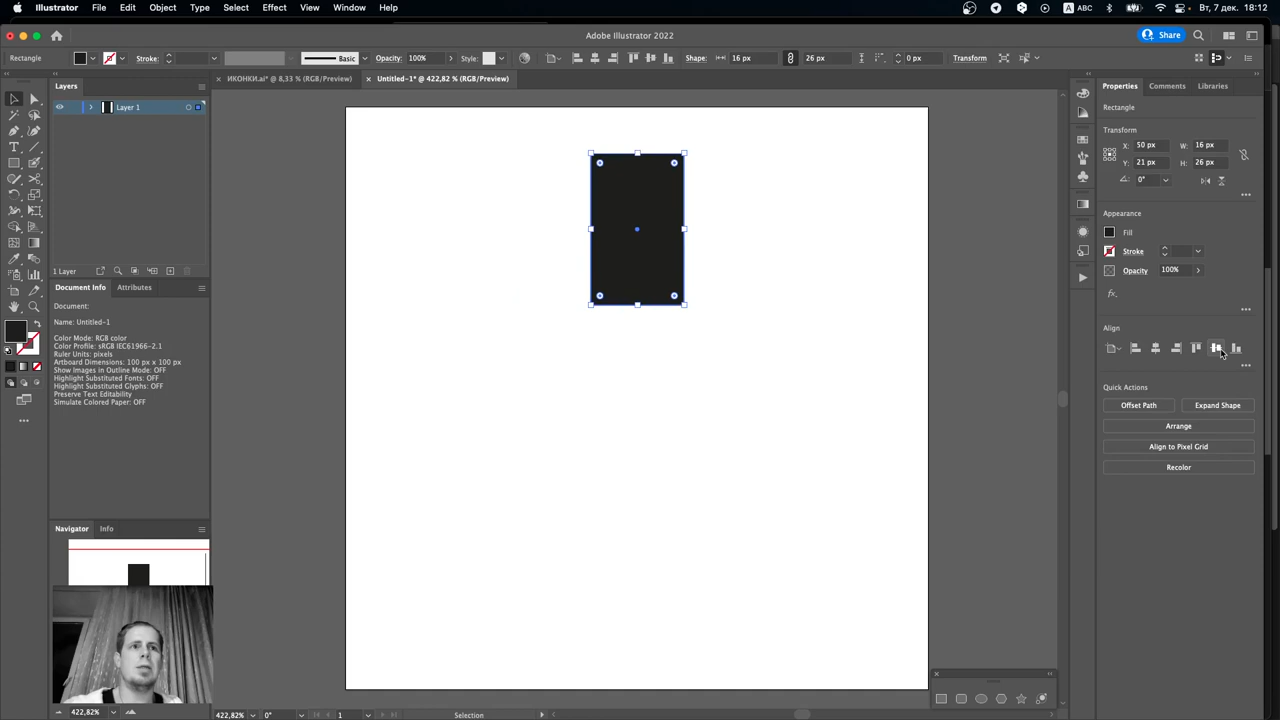 Illustrator File Edit Object Type Select Effect View Window Help ABC Вт, 7 дек. 18:12
Adobe Illustrator 2022 Share
Rectangle Stroke: Basic Opacity: 100% Style: Shape: 16 px 26 px 0 px Transform
Layers × ИКОНКИ.ai* @ 8,33 % (RGB/Preview) × Untitled-1* @ 422,82 % (RGB/Preview) Properties Comments Libraries
Layer 1
Rectangle
Transform
X: 50 px W: 16 px
Y: 21 px H: 26 px
0°
Appearance
Fill
Stroke
Opacity 100%
fx.
1 Layer
Document Info Attributes
Document:
Name: Untitled-1
Color Mode: RGB color
Color Profile: sRGB IEC61966-2.1
Ruler Units: pixels
Artboard Dimensions: 100 px x 100 px
Show Images in Outline Mode: OFF
Highlight Substituted Fonts: OFF
Highlight Substituted Glyphs: OFF
Preserve Text Editability
Simulate Colored Paper: OFF
Align
Quick Actions
Offset Path Expand Shape
Arrange
Align to Pixel Grid
Recolor
Navigator Info
422,82% 422,82% 0° 1 Selection